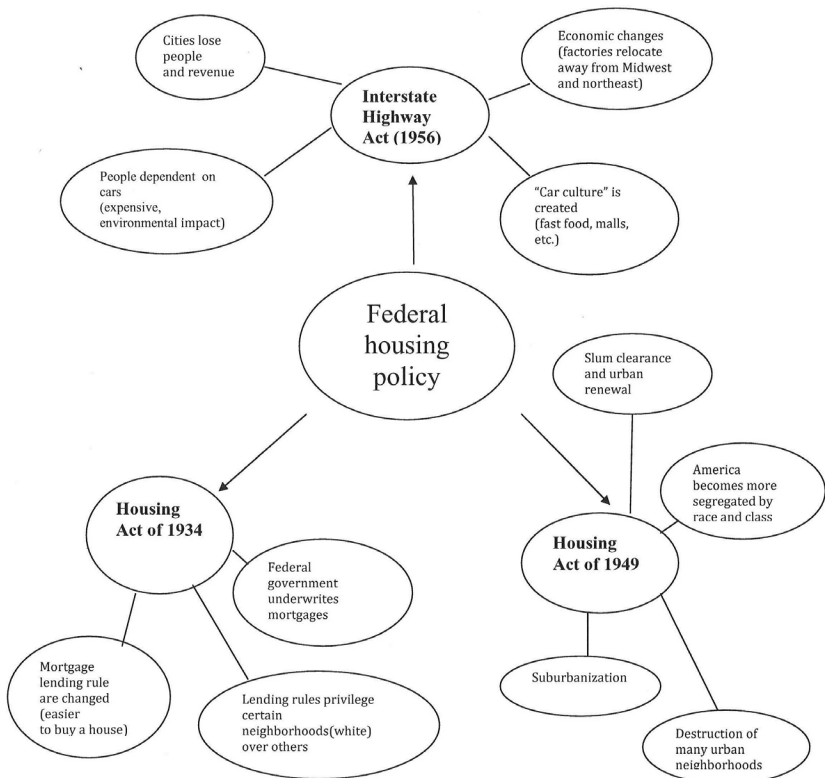 Cities lose
people
and revenue
Economic changes
(factories relocate
away from Midwest
and northeast)
Interstate
Highway
Act (1956)
People dependent on
cars
(expensive,
environmental impact)
“Car culture” is
created
(fast food, malls,
etc.)
Federal
housing
policy
Slum clearance
and urban
renewal
America
becomes more
segregated by
race and class
Housing
Act of 1934
Housing
Act of 1949
Federal
government
underwrites
mortgages
Mortgage
lending rule
are changed
(easier
to buy a house)
Lending rules privilege
certain
neighborhoods(white)
over others
Suburbanization
Destruction of
many urban
neighborhoods